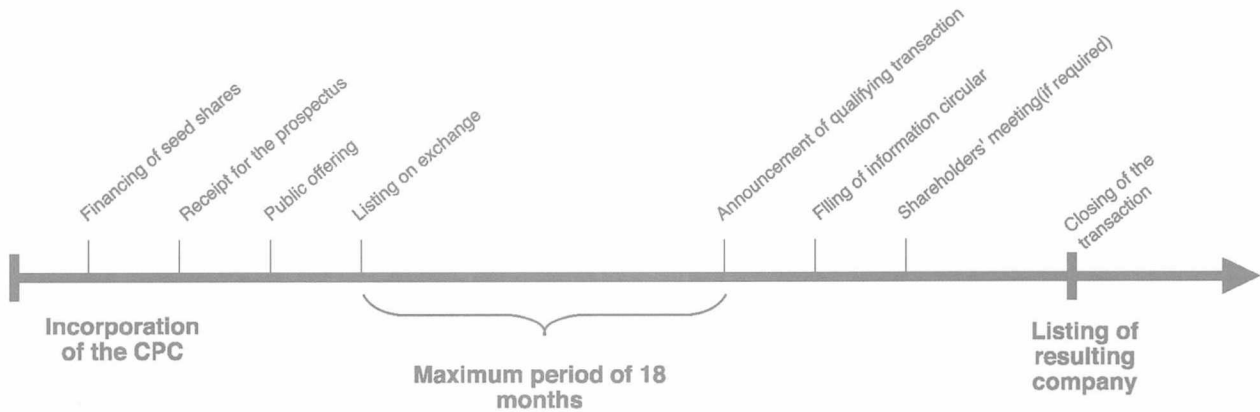 Financing of seed shares
Receipt for the prospectus
Public offering
Listing on exchange
Announcement of qualifying transaction
Filing of information circular
Shareholders' meeting(if required)
Closing of the
transaction
Incorporation
of the CPC
Maximum period of 18
months
Listing of
resulting
company